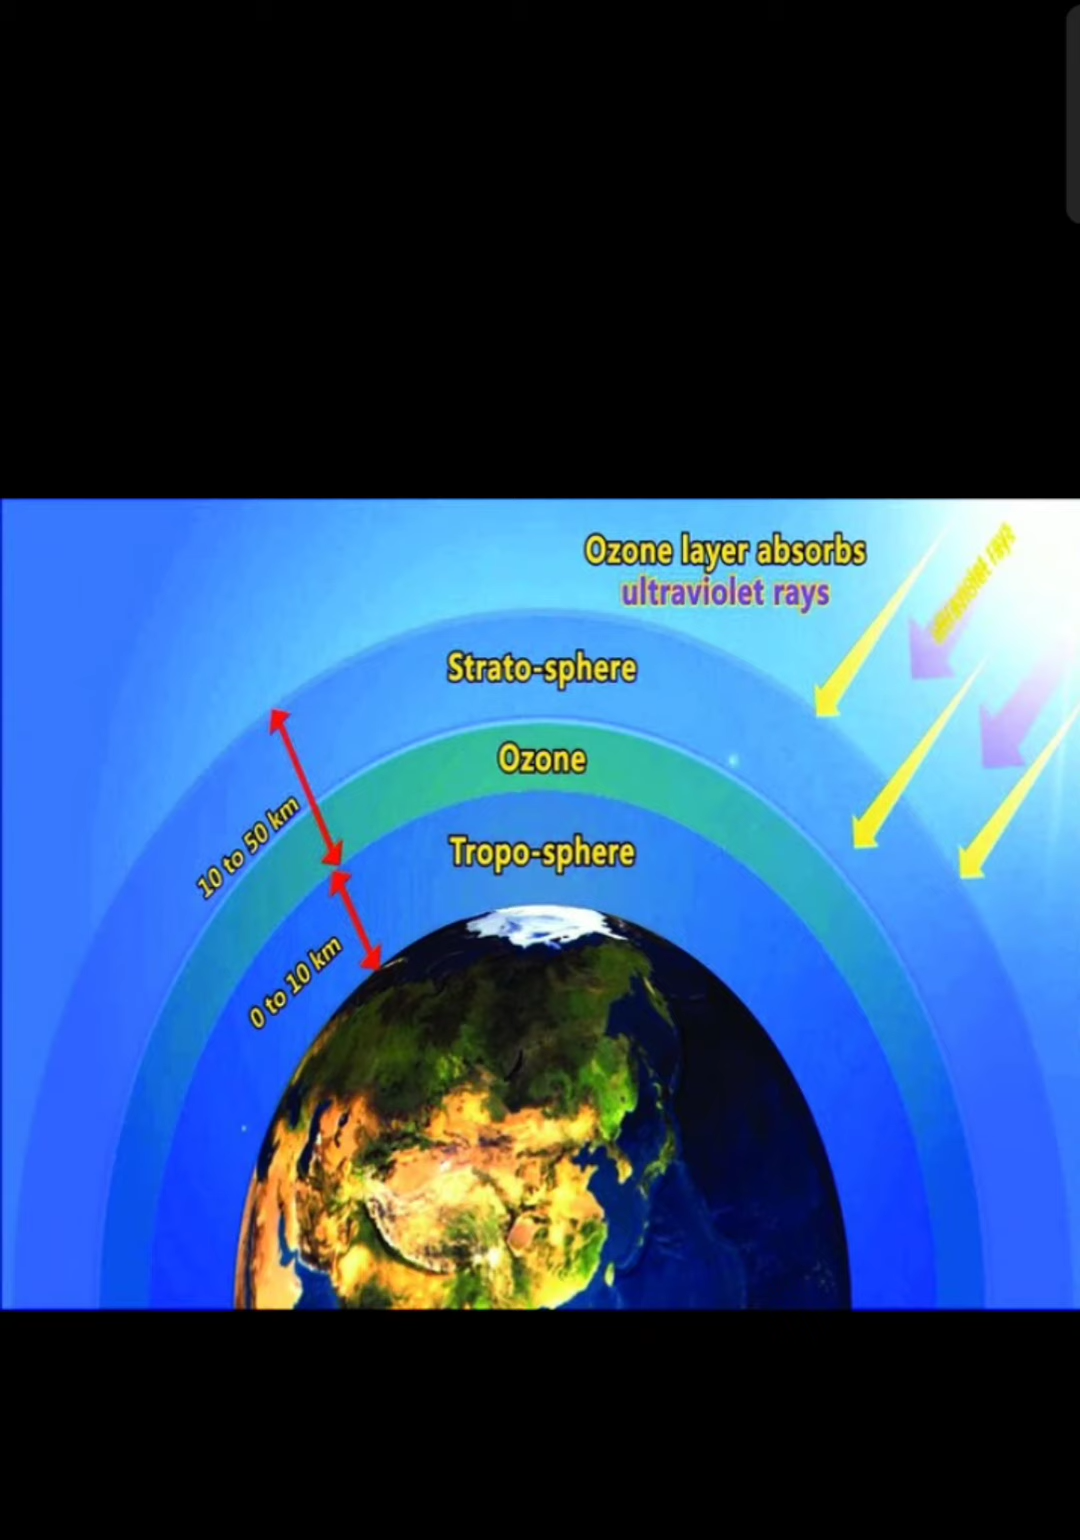 Ozone layer absorbs
ultraviolet rays
ultraviolet rays
Strato-sphere
Ozone
10 to 50 km
Tropo-sphere
0 to 10 km